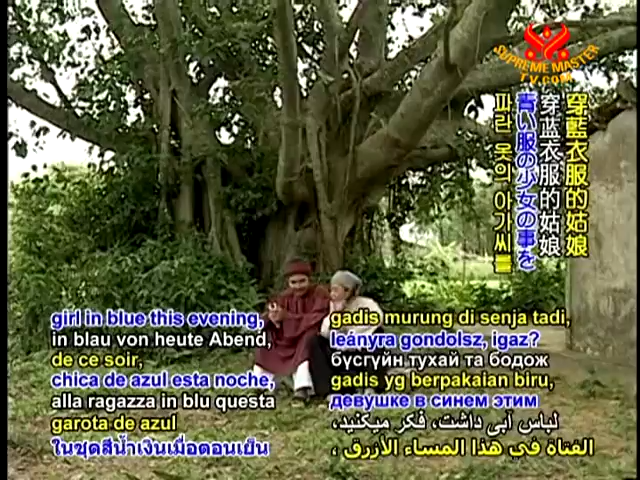 SUPREME MASTER
TV.COM
穿藍衣服的姑娘
穿蓝衣服的姑娘
青い服の少女の事を
파란 옷의 아가씨를
girl in blue this evening,
in blau von heute Abend,
de ce soir,
chica de azul esta noche,
alla ragazza in blu questa
garota de azul
ในชุดสีน้ำเงินเมื่อตอนเย็น
gadis murung di senja tadi,
leányra gondolsz, igaz?
бүсгүйн тухай та бодож
gadis yg berpakaian biru,
девушке в синем этим
لباس آبی داشت، فکر میکنید،
الفتاة في هذا المساء الأزرق ،